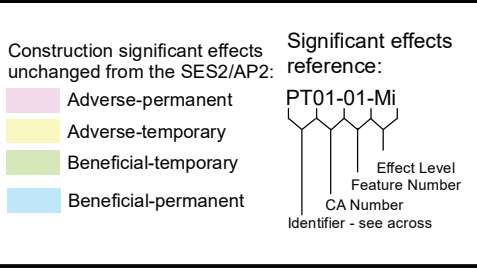 Construction significant effects
unchanged from the SES2/AP2:
Adverse-permanent
Adverse-temporary
Beneficial-temporary
Beneficial-permanent
Significant effects
reference:
PT01-01-Mi
Effect Level
Feature Number
CA Number
Identifier - see across